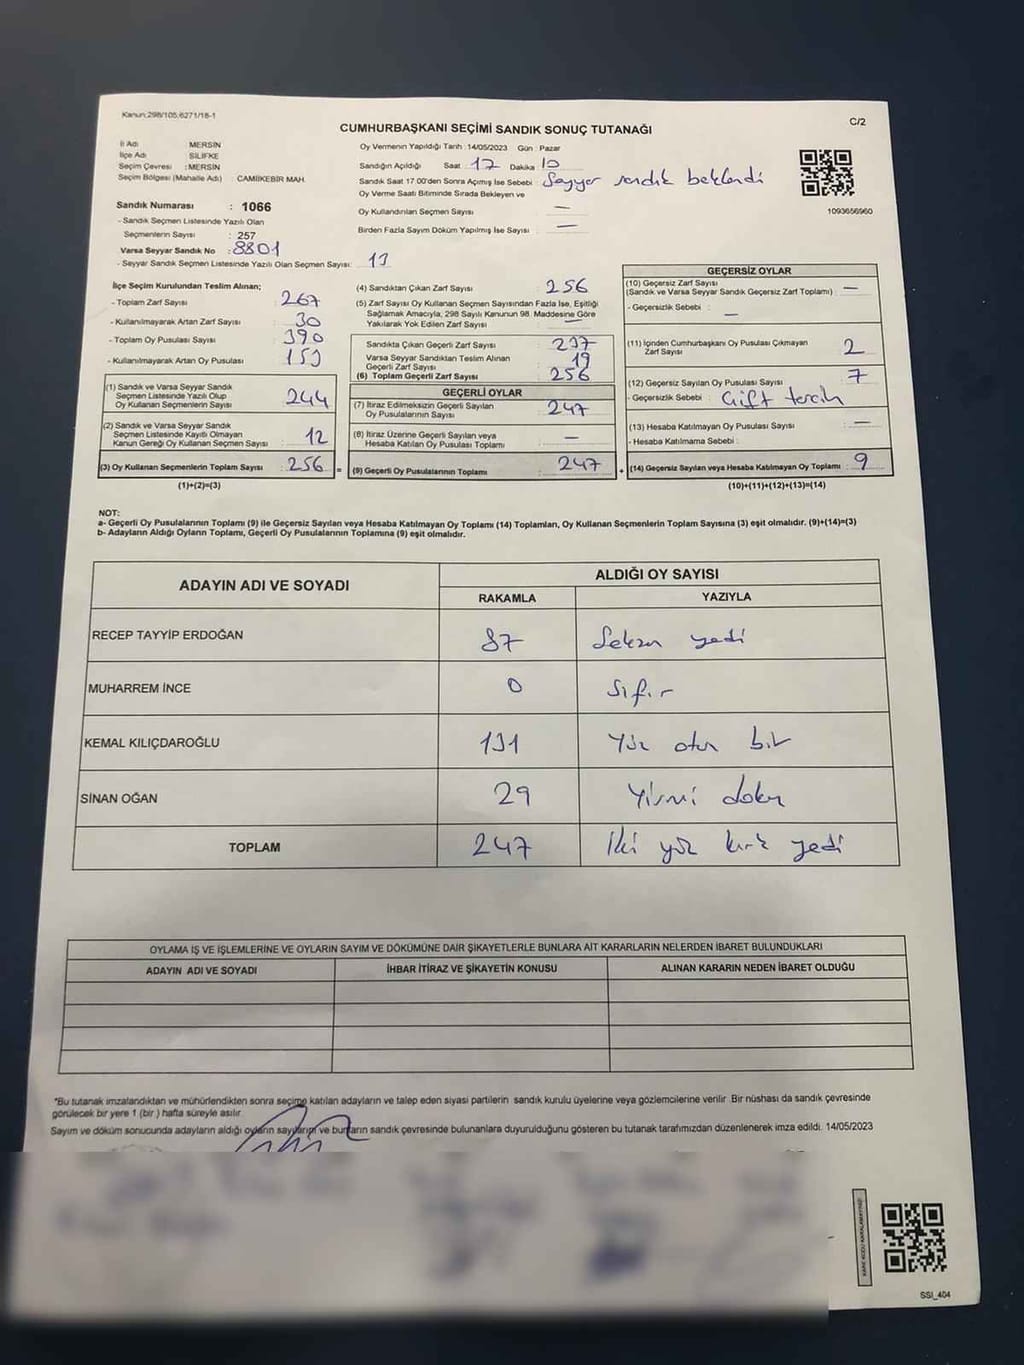 Kanun:298/105,6271/18-1
C/2
CUMHURBAŞKANI SEÇİMİ SANDIK SONUÇ TUTANAĞI
İl Adı MERSİN
İlçe Adı SİLİFKE
Seçim Çevresi : MERSİN
Seçim Bölgesi (Mahalle Adı) CAMİİKEBİR MAH.
Sandık Numarası : 1066
- Sandık Seçmen Listesinde Yazılı Olan
Seçmenlerin Sayısı : 257
Varsa Seyyar Sandık No : 8801
- Seyyar Sandık Seçmen Listesinde Yazılı Olan Seçmen Sayısı:
Oy Vermenin Yapıldığı Tarih :14/05/2023 Gün : Pazar
Sandığın Açıldığı Saat 17 Dakika 10
Sandık Saat 17.00'den Sonra Açımış İse Sebebi Seyyar sandık beklendi
Oy Verme Saati Bitiminde Sırada Bekleyen ve
Oy Kullandırılan Seçmen Sayısı —
Birden Fazla Sayım Döküm Yapılmış İse Sayısı —
1093656960
İlçe Seçim Kurulundan Teslim Alınan;
- Toplam Zarf Sayısı 267
- Kullanılmayarak Artan Zarf Sayısı 30
- Toplam Oy Pusulası 390
- Kullanılmayarak Artan Oy Pusulası
(1) Sandık ve Varsa Seyyar Sandık
Seçmen Listesinde Yazılı Olup
Oy Kullanan Seçmenlerin Sayısı 244
(2) Sandık ve Varsa Seyyar Sandık
Seçmen Listesinde Kayıtlı Olmayan
Kanun Gereği Oy Kullanan Seçmen Sayısı 12
(3) Oy Kullanan Seçmenlerin Toplam Sayısı : 256 =
(1)+(2)=(3)
(4) Sandıktan Çıkan Zarf Sayısı 256
(5) Zarf Sayısı Oy Kullanan Seçmen Sayısından Fazla İse, Eşitliği
Sağlamak Amacıyla, 298 Sayılı Kanunun 98. Maddesine Göre
Yakılarak Yok Edilen Zarf Sayısı —
Sandıkta Çıkan Geçerli Zarf Sayısı : 237
Varsa Seyyar Sandıktan Teslim Alınan
Geçerli Zarf Sayısı 19
(6) Toplam Geçerli Zarf Sayısı 256
GEÇERLİ OYLAR
(7) İtiraz Edilmeksizin Geçerli Sayılan
Oy Pusulalarının Sayısı 247
(8) İtiraz Üzerine Geçerli Sayılan veya
Hesaba Katılan Oy Pusulası Toplamı —
(9) Geçerli Oy Pusulalarının Toplamı : 247 +
GEÇERSİZ OYLAR
(10) Geçersiz Zarf Sayısı
(Sandık ve Varsa Seyyar Sandık Geçersiz Zarf Toplamı) : —
- Geçersizlik Sebebi : —
(11) İçinden Cumhurbaşkanı Oy Pusulası Çıkmayan
Zarf Sayısı 2
(12) Geçersiz Sayılan Oy Pusulası Sayısı : 7
- Geçersizlik Sebebi : Çift tercih
(13) Hesaba Katılmayan Oy Pusulası Sayısı : —
- Hesaba Katılmama Sebebi :
(14) Geçersiz Sayılan veya Hesaba Katılmayan Oy Toplamı : 9
(10)+(11)+(12)+(13)=(14)
NOT:
a- Geçerli Oy Pusulalarının Toplamı (9) ile Geçersiz Sayılan veya Hesaba Katılmayan Oy Toplamı (14) Toplamları, Oy Kullanan Seçmenlerin Toplam Sayısına (3) eşit olmalıdır. (9)+(14)=(3)
b- Adayların Aldığı Oyların Toplamı, Geçerli Oy Pusulalarının Toplamına (9) eşit olmalıdır.
ADAYIN ADI VE SOYADI ALDIĞI OY SAYISI
RAKAMLA YAZIYLA
RECEP TAYYİP ERDOĞAN 87 Seksen yedi
MUHARREM İNCE 0 Sıfır
KEMAL KILIÇDAROĞLU 131 Yüz otuz bir
SİNAN OĞAN 29 Yirmi dokuz
TOPLAM 247 İki yüz kırk yedi
OYLAMA İŞ VE İŞLEMLERİNE VE OYLARIN SAYIM VE DÖKÜMÜNE DAİR ŞİKAYETLERLE BUNLARA AİT KARARLARIN NELERDEN İBARET BULUNDUKLARI
ADAYIN ADI VE SOYADI İHBAR İTİRAZ VE ŞİKAYETİN KONUSU ALINAN KARARIN NEDEN İBARET OLDUĞU
*Bu tutanak imzalandıktan ve mühürlendikten sonra seçime katılan adayların ve talep eden siyasi partilerin sandık kurulu üyelerine veya gözlemcilerine verilir. Bir nüshası da sandık çevresinde
görülecek bir yere 1 (bir ) hafta süreyle asılır.
Sayım ve döküm sonucunda adayların aldığı oyların sayılarını ve bunların sandık çevresinde bulunanlara duyurulduğunu gösteren bu tutanak tarafımızdan düzenlenerek imza edildi. 14/05/2023
SSI_404